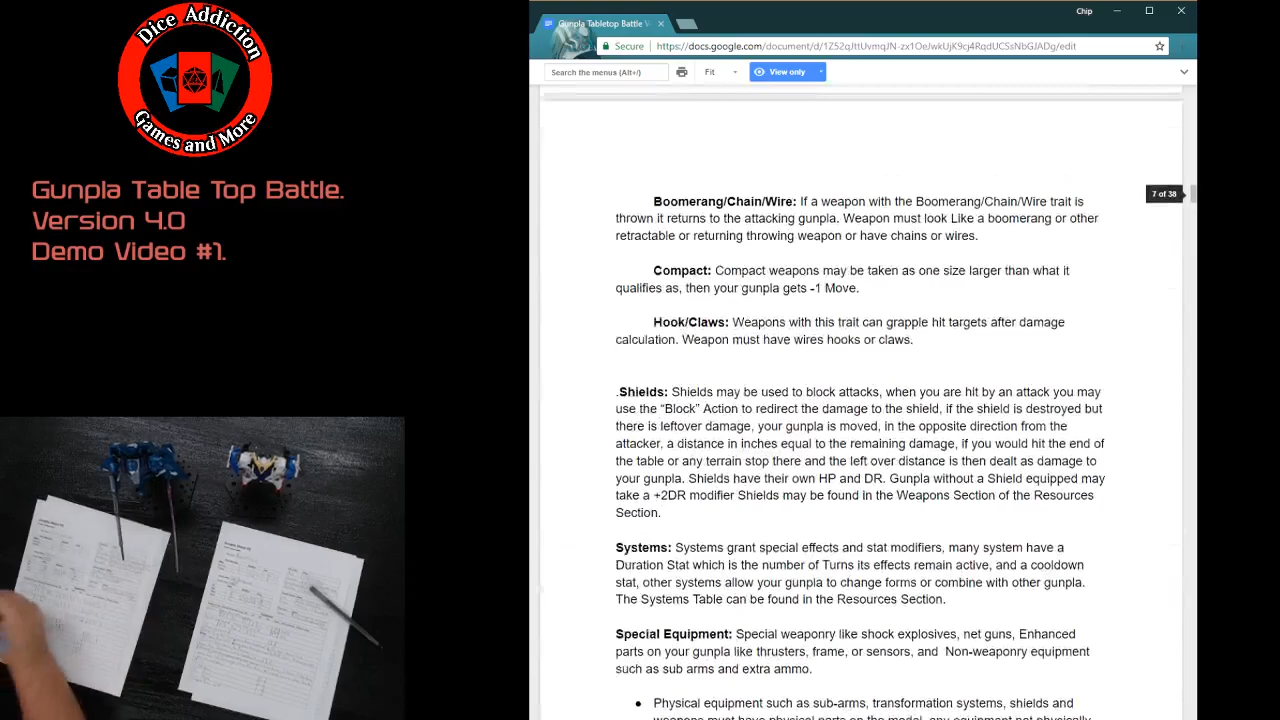 Dice Addiction
Games and More
Gunpla Table Top Battle.
Version 4.0
Demo Video #1.
Chip
Gunpla Tabletop Battle V
Secure
https://docs.google.com/document/d/1Z52qJttUvmqJN-zx1OeJwkUjK9cj4RqdUCSsNbGJADg/edit
Search the menus (Alt+/)
Fit
View only
7 of 38
Boomerang/Chain/Wire: If a weapon with the Boomerang/Chain/Wire trait is
thrown it returns to the attacking gunpla. Weapon must look Like a boomerang or other
retractable or returning throwing weapon or have chains or wires.
Compact: Compact weapons may be taken as one size larger than what it
qualifies as, then your gunpla gets -1 Move.
Hook/Claws: Weapons with this trait can grapple hit targets after damage
calculation. Weapon must have wires hooks or claws.
.Shields: Shields may be used to block attacks, when you are hit by an attack you may
use the “Block” Action to redirect the damage to the shield, if the shield is destroyed but
there is leftover damage, your gunpla is moved, in the opposite direction from the
attacker, a distance in inches equal to the remaining damage, if you would hit the end of
the table or any terrain stop there and the left over distance is then dealt as damage to
your gunpla. Shields have their own HP and DR. Gunpla without a Shield equipped may
take a +2DR modifier Shields may be found in the Weapons Section of the Resources
Section.
Systems: Systems grant special effects and stat modifiers, many system have a
Duration Stat which is the number of Turns its effects remain active, and a cooldown
stat, other systems allow your gunpla to change forms or combine with other gunpla.
The Systems Table can be found in the Resources Section.
Special Equipment: Special weaponry like shock explosives, net guns, Enhanced
parts on your gunpla like thrusters, frame, or sensors, and Non-weaponry equipment
such as sub arms and extra ammo.
● Physical equipment such as sub-arms, transformation systems, shields and
weapons must have physical parts on the model, any equipment not physically